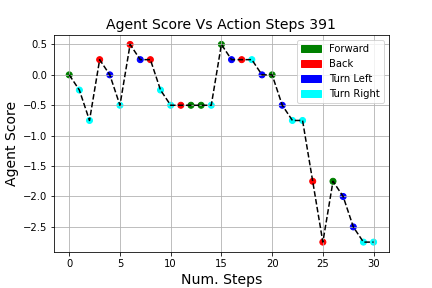 Agent Score Vs Action Steps 391
Forward
Back
Turn Left
Turn Right
Agent Score
0.5
0.0
−0.5
−1.0
−1.5
−2.0
−2.5
0 5 10 15 20 25 30
Num. Steps